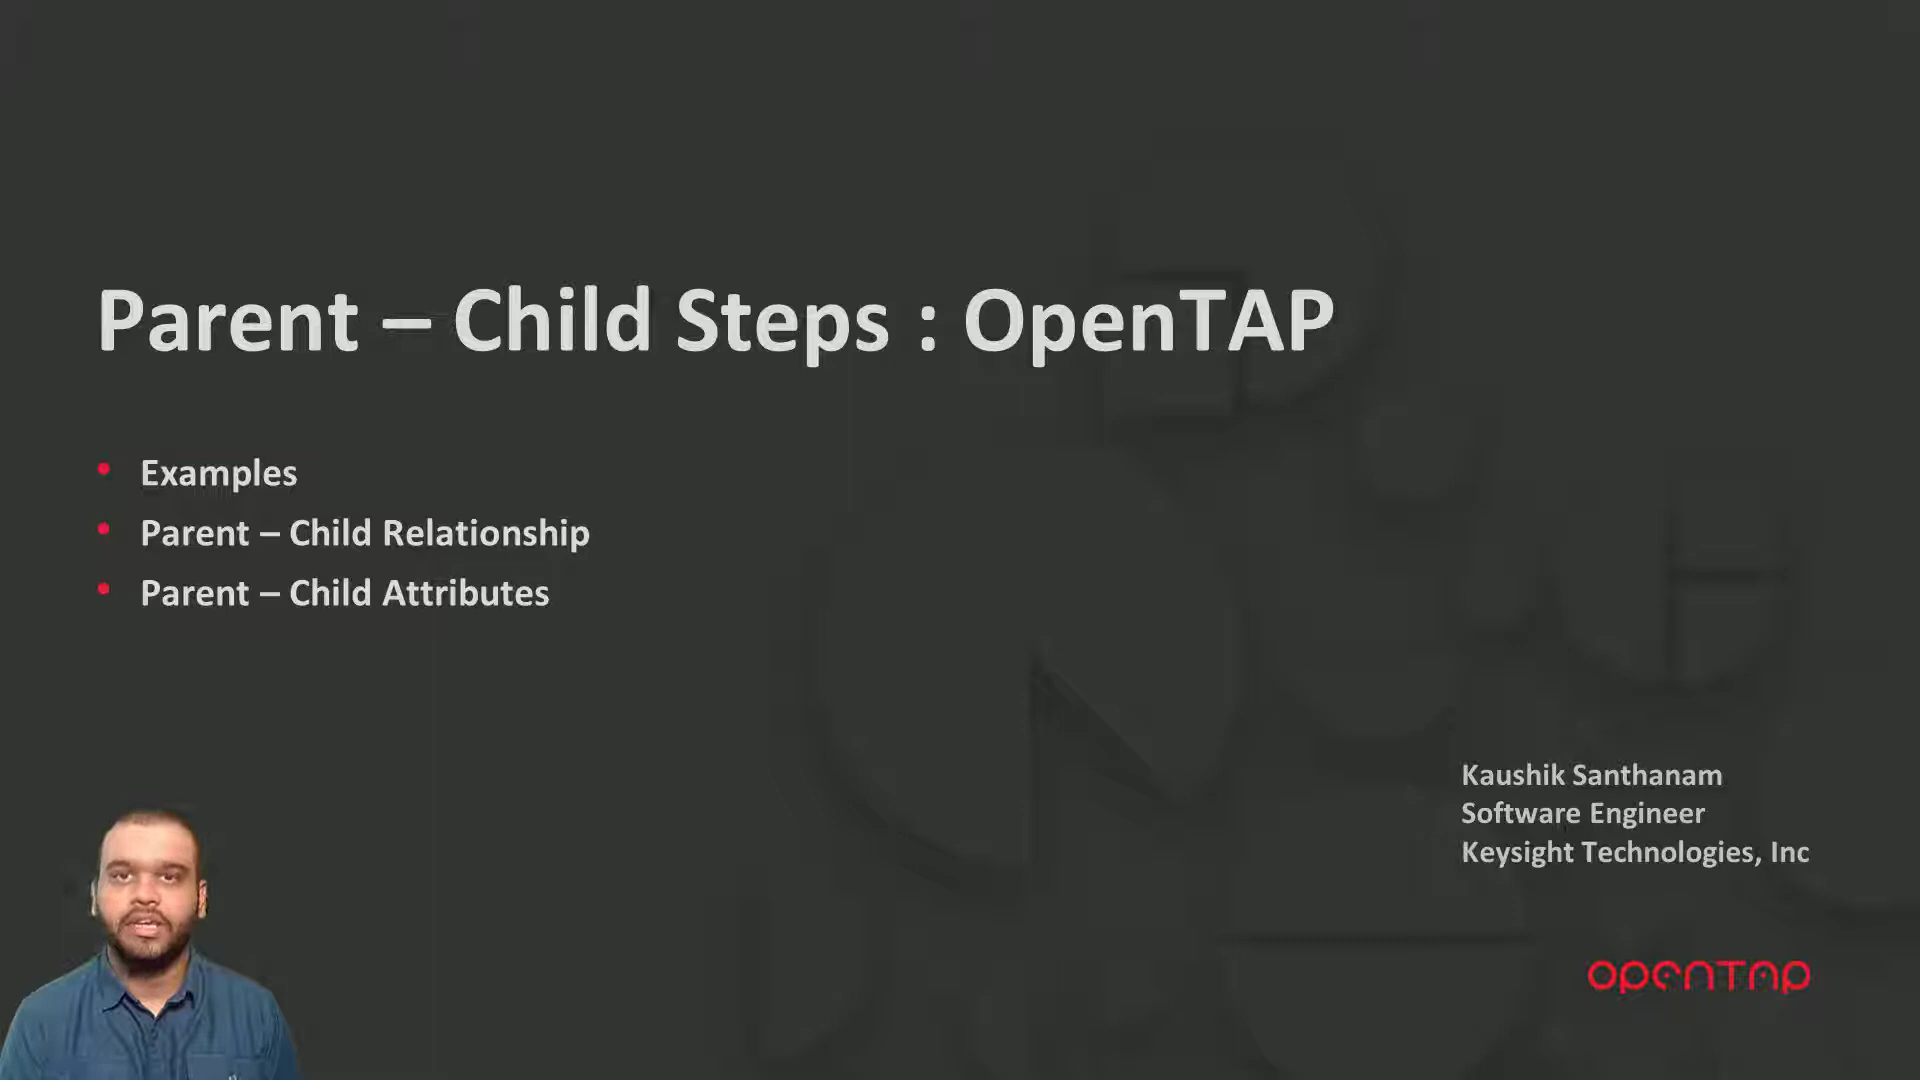 Parent – Child Steps : OpenTAP
• Examples
• Parent – Child Relationship
• Parent – Child Attributes
Kaushik Santhanam
Software Engineer
Keysight Technologies, Inc
OpenTAP